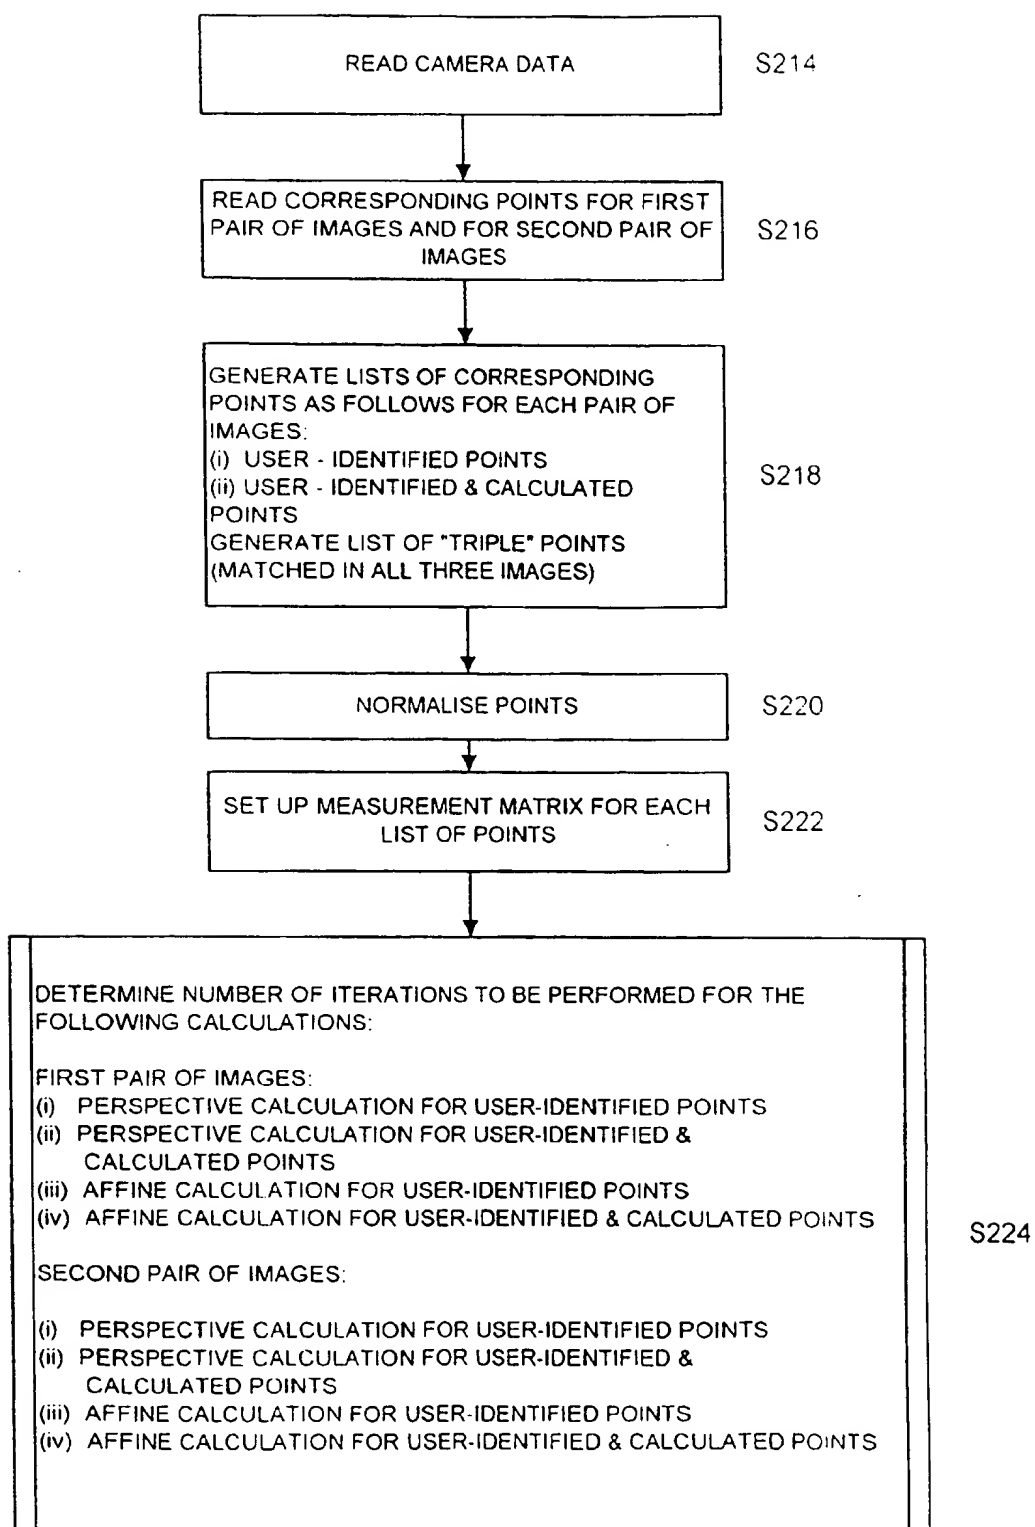 READ CAMERA DATA
S214
READ CORRESPONDING POINTS FOR FIRST
PAIR OF IMAGES AND FOR SECOND PAIR OF
IMAGES
S216
GENERATE LISTS OF CORRESPONDING
POINTS AS FOLLOWS FOR EACH PAIR OF
IMAGES:
(i) USER - IDENTIFIED POINTS
(ii) USER - IDENTIFIED & CALCULATED
POINTS
GENERATE LIST OF "TRIPLE" POINTS
(MATCHED IN ALL THREE IMAGES)
S218
NORMALISE POINTS
S220
SET UP MEASUREMENT MATRIX FOR EACH
LIST OF POINTS
S222
DETERMINE NUMBER OF ITERATIONS TO BE PERFORMED FOR THE
FOLLOWING CALCULATIONS:
FIRST PAIR OF IMAGES:
(i) PERSPECTIVE CALCULATION FOR USER-IDENTIFIED POINTS
(ii) PERSPECTIVE CALCULATION FOR USER-IDENTIFIED &
CALCULATED POINTS
(iii) AFFINE CALCULATION FOR USER-IDENTIFIED POINTS
(iv) AFFINE CALCULATION FOR USER-IDENTIFIED & CALCULATED POINTS
S224
SECOND PAIR OF IMAGES:
(i) PERSPECTIVE CALCULATION FOR USER-IDENTIFIED POINTS
(ii) PERSPECTIVE CALCULATION FOR USER-IDENTIFIED &
CALCULATED POINTS
(iii) AFFINE CALCULATION FOR USER-IDENTIFIED POINTS
(iv) AFFINE CALCULATION FOR USER-IDENTIFIED & CALCULATED POINTS